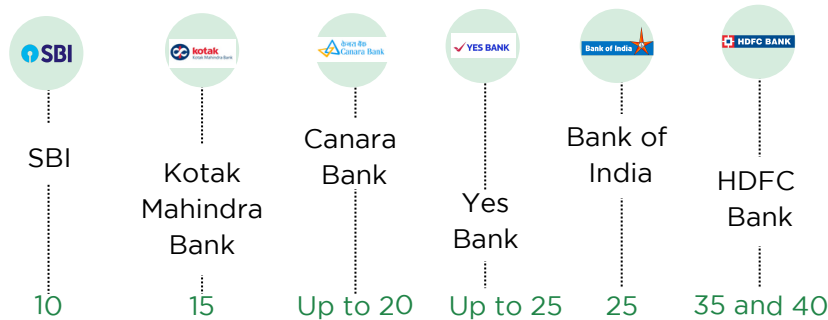 SBI
kotak
Kotak Mahindra Bank
केनरा बैंक
Canara Bank
YES BANK
Bank of India
HDFC BANK
SBI
Kotak
Mahindra
Bank
Canara
Bank
Yes
Bank
Bank of
India
HDFC
Bank
10
15
Up to 20
Up to 25
25
35 and 40